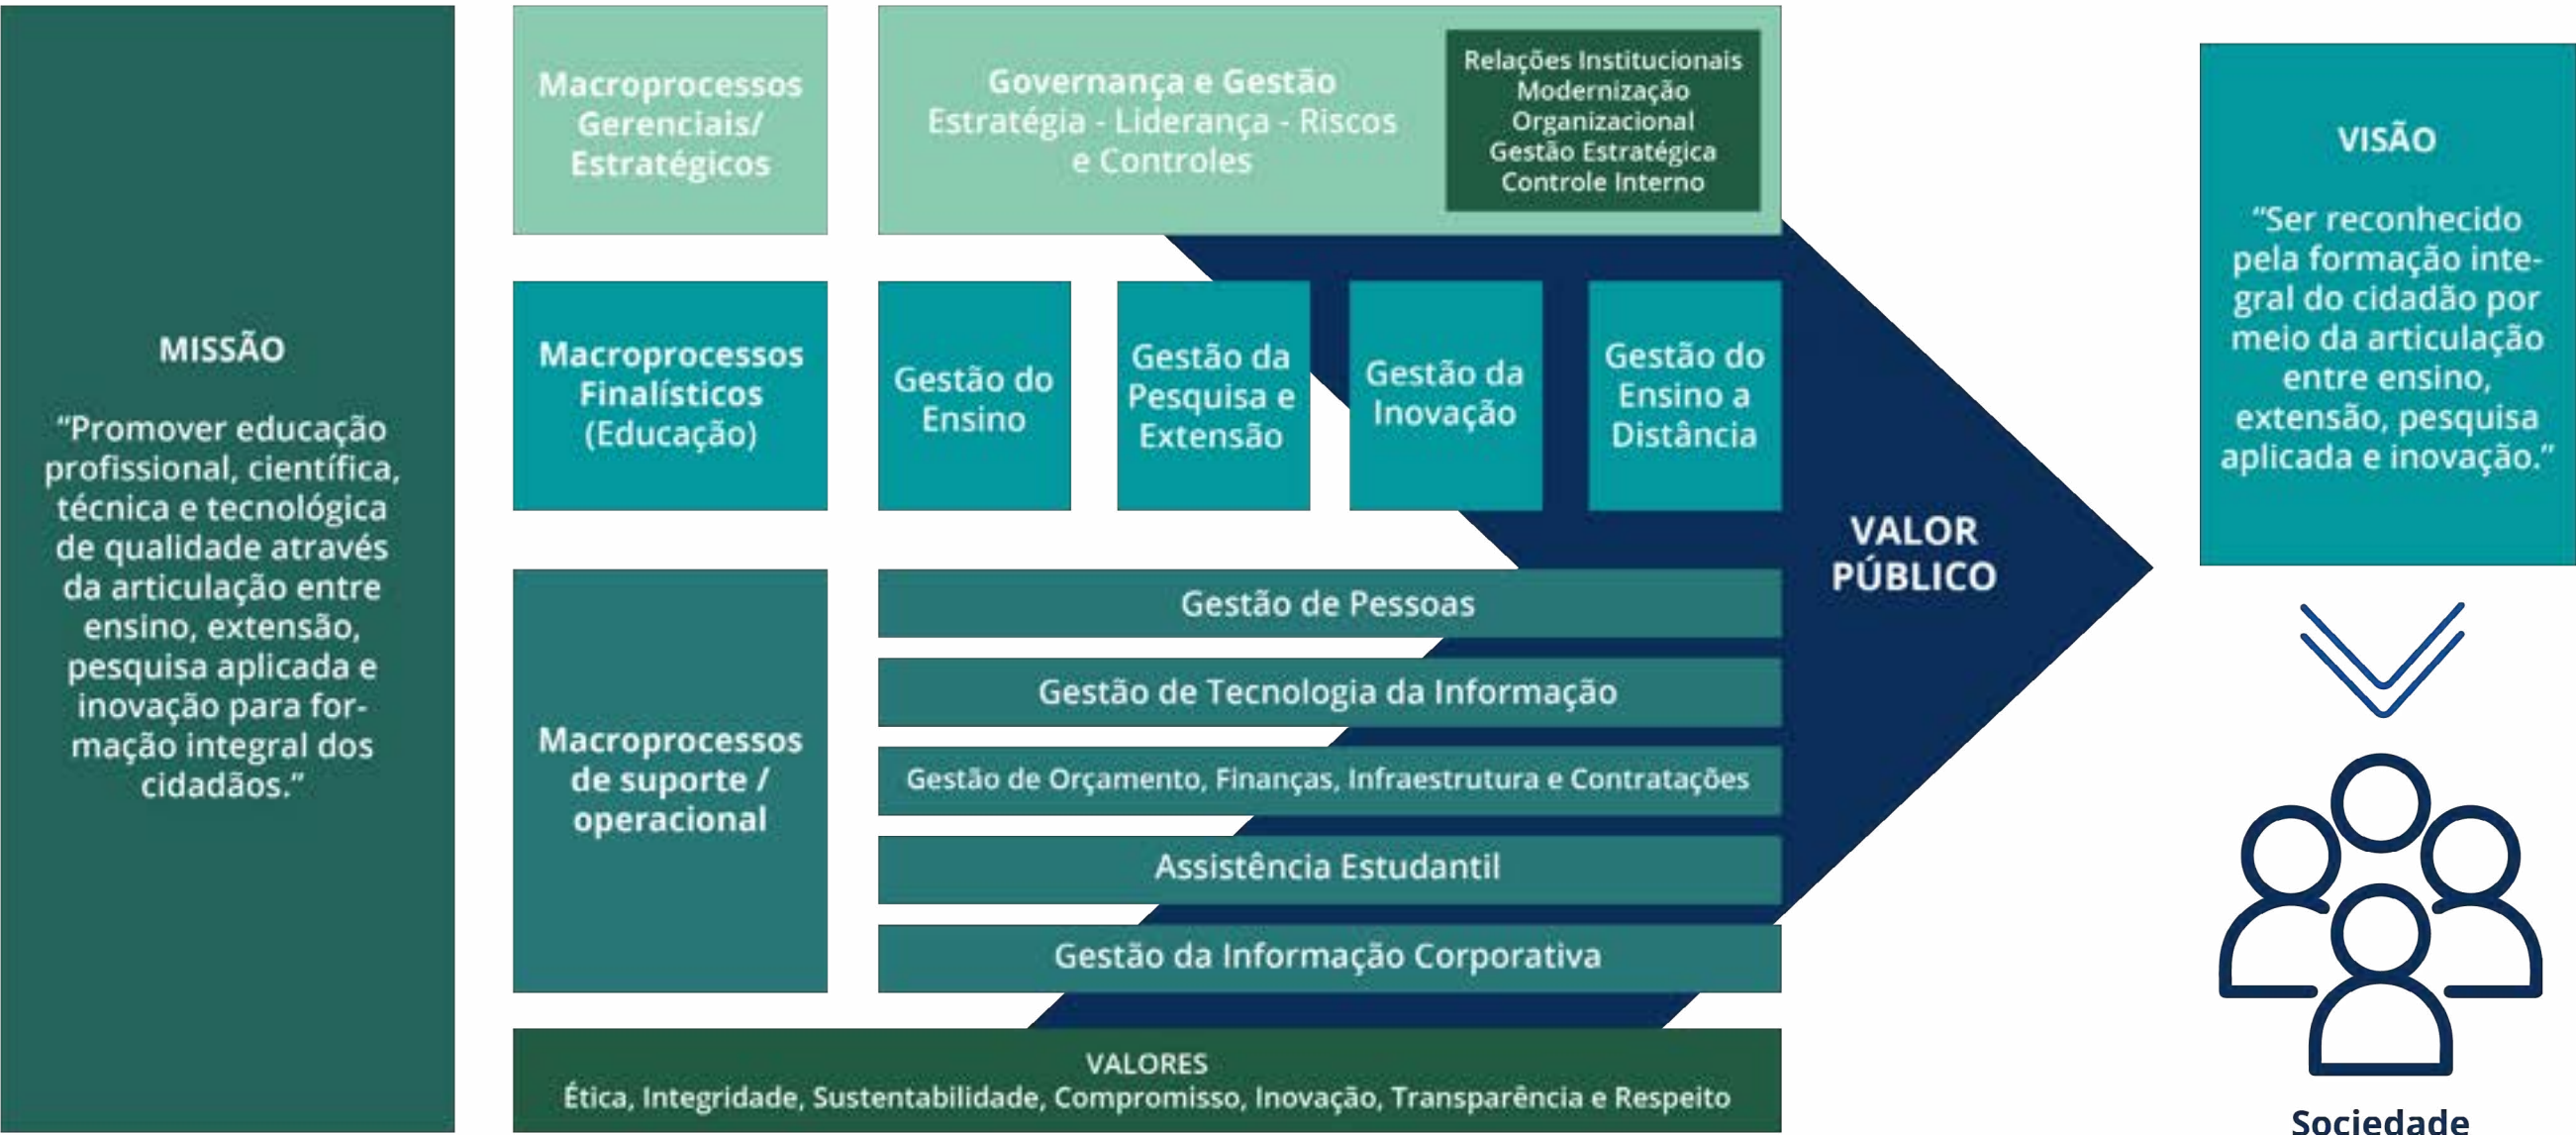 MISSÃO
“Promover educação
profissional, científica,
técnica e tecnológica
de qualidade através
da articulação entre
ensino, extensão,
pesquisa aplicada e
inovação para for-
mação integral dos
cidadãos.”
Macroprocessos
Gerenciais/
Estratégicos
Governança e Gestão
Estratégia - Liderança - Riscos
e Controles
Relações Institucionais
Modernização
Organizacional
Gestão Estratégica
Controle Interno
Macroprocessos
Finalísticos
(Educação)
Gestão do
Ensino
Gestão da
Pesquisa e
Extensão
Gestão da
Inovação
Gestão do
Ensino a
Distância
Macroprocessos
de suporte /
operacional
Gestão de Pessoas
Gestão de Tecnologia da Informação
Gestão de Orçamento, Finanças, Infraestrutura e Contratações
Assistência Estudantil
Gestão da Informação Corporativa
VALORES
Ética, Integridade, Sustentabilidade, Compromisso, Inovação, Transparência e Respeito
VALOR
PÚBLICO
VISÃO
“Ser reconhecido
pela formação inte-
gral do cidadão por
meio da articulação
entre ensino,
extensão, pesquisa
aplicada e inovação.”
Sociedade